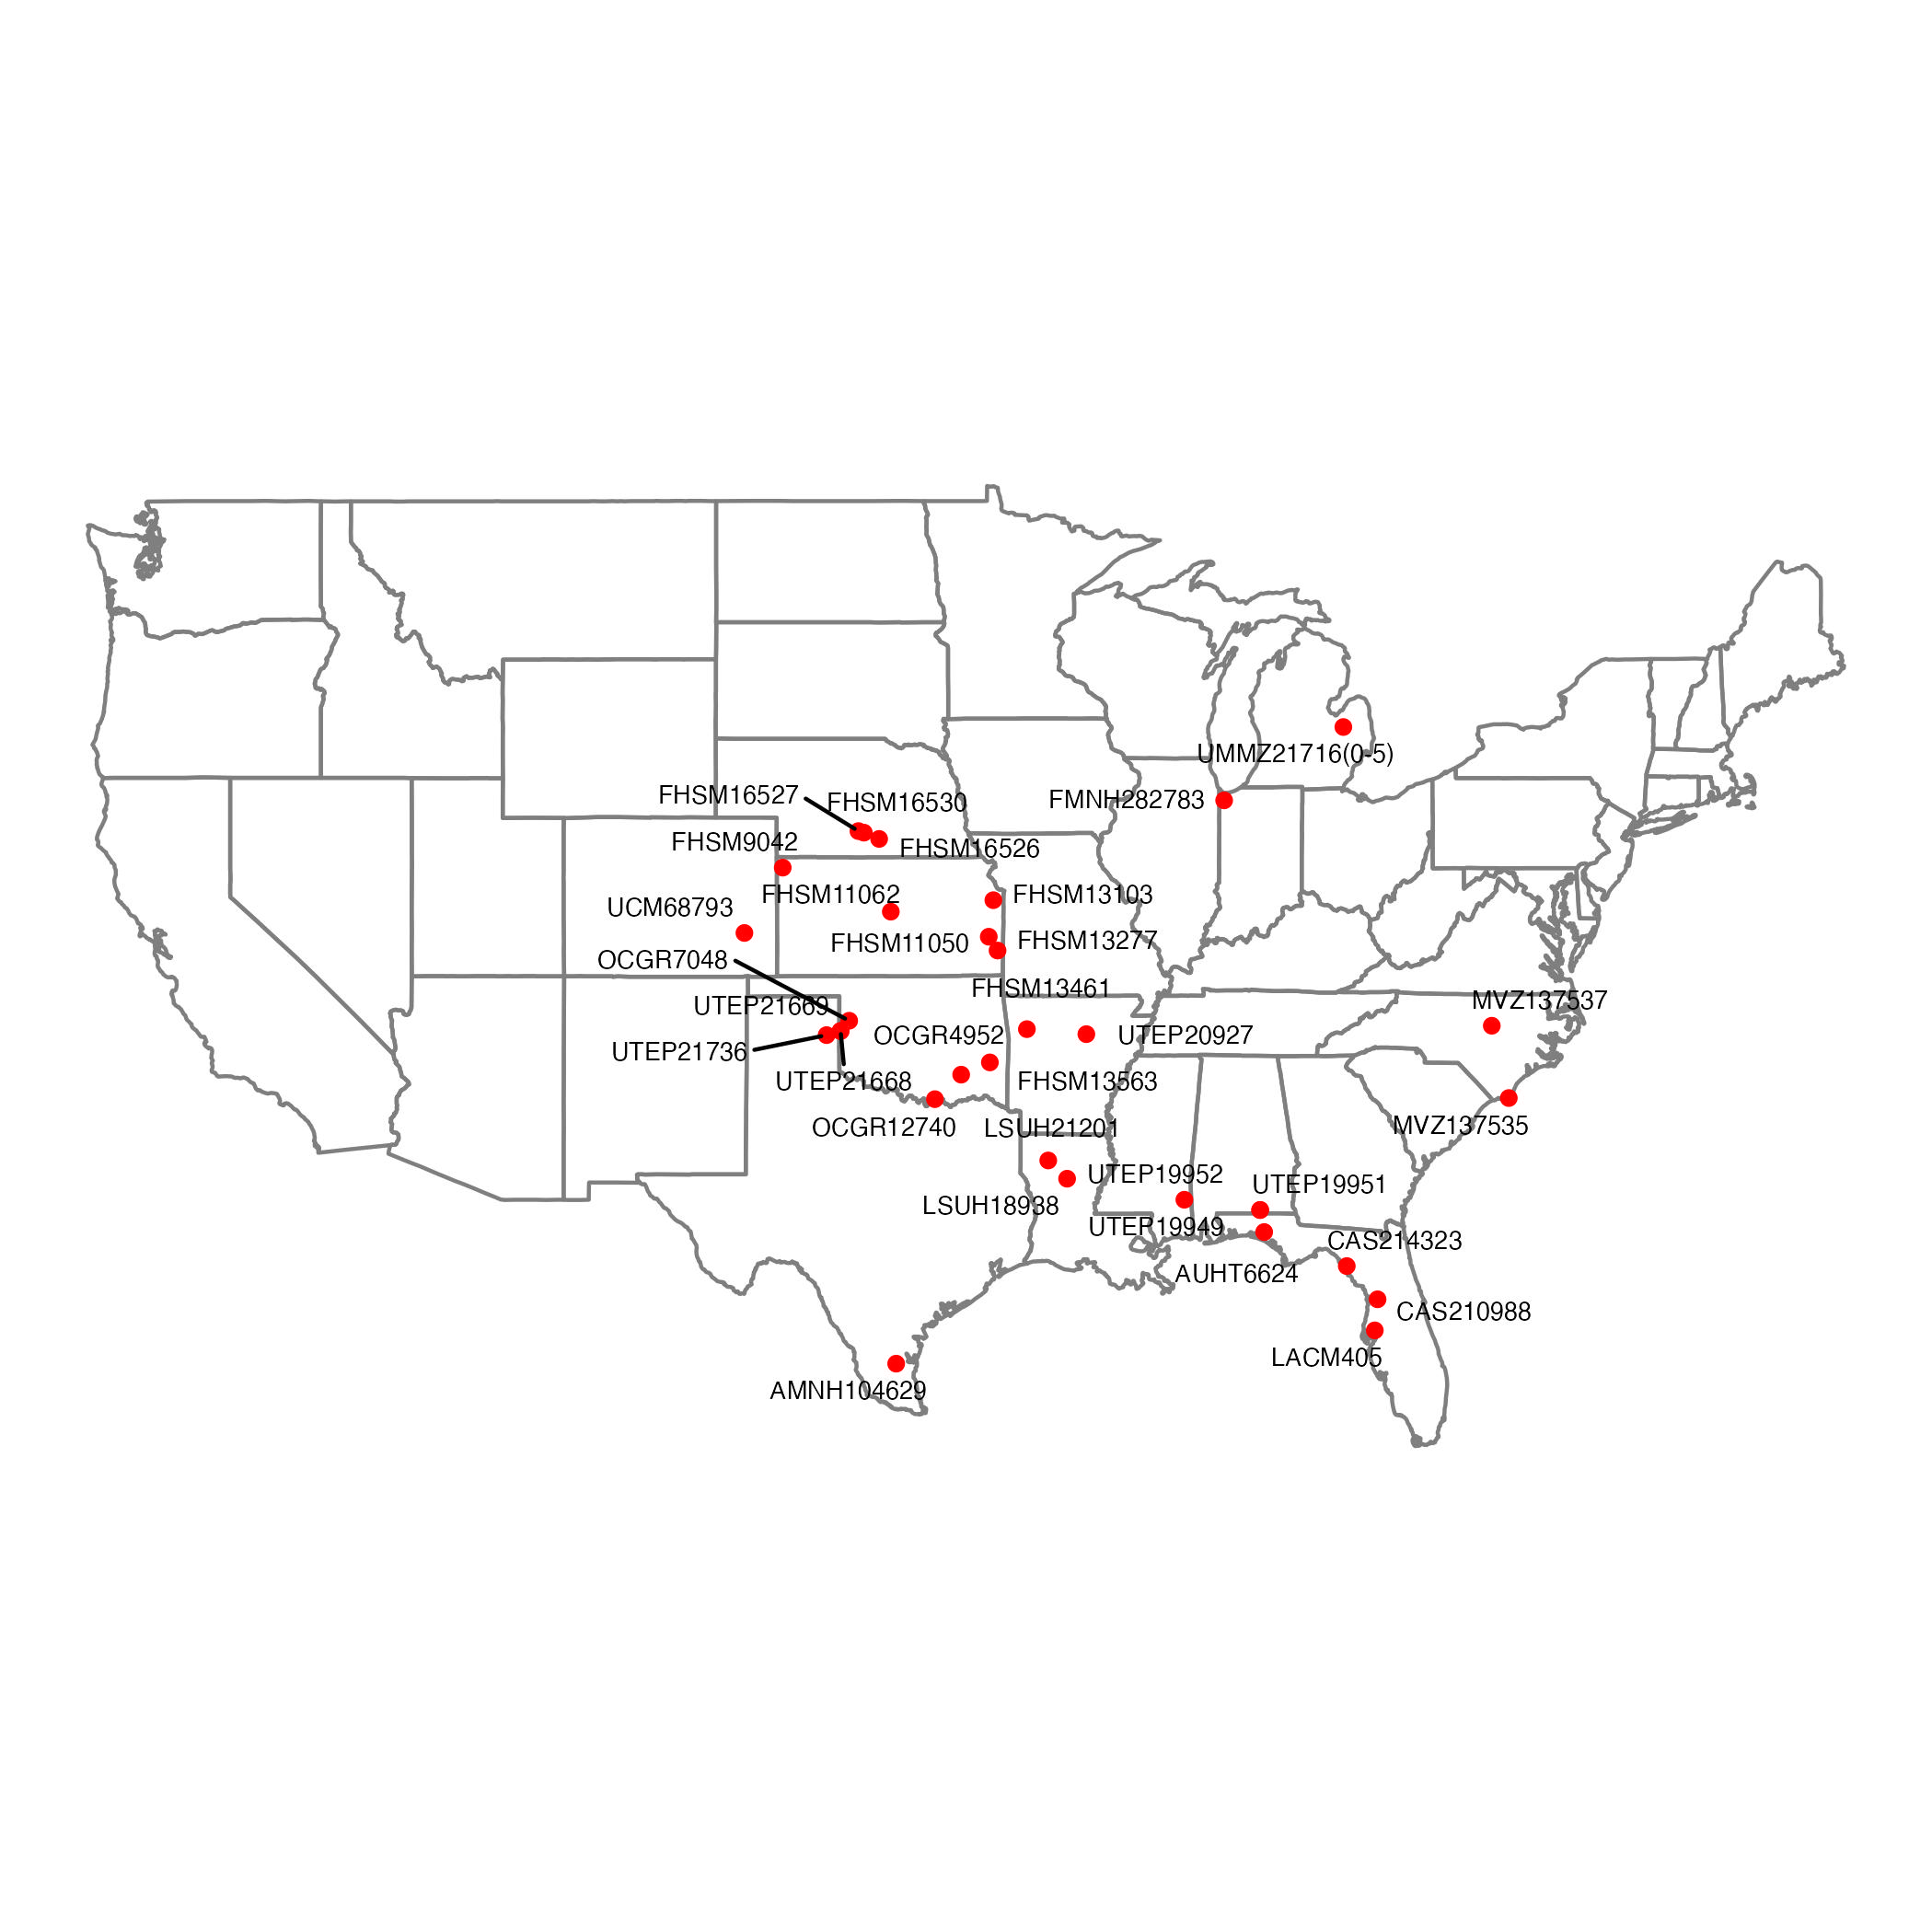 UMMZ21716(0-5)
FHSM16527
FHSM16530
FMNH282783
FHSM9042
FHSM16526
FHSM11062
FHSM13103
UCM68793
FHSM11050
FHSM13277
OCGR7048
FHSM13461
UTEP21669
MVZ137537
UTEP21736
OCGR4952
UTEP20927
UTEP21668
FHSM13563
OCGR12740
LSUH21201
MVZ137535
UTEP19952
UTEP19951
LSUH18938
UTEP19949
CAS214323
AUHT6624
CAS210988
LACM405
AMNH104629